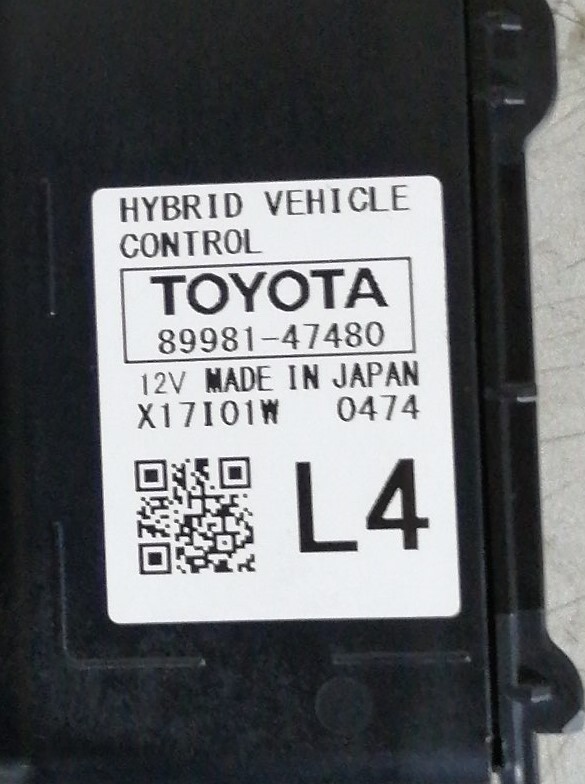 HYBRID VEHICLE
CONTROL
TOYOTA
89981-47480
12V MADE IN JAPAN
X17I01W 0474
L4